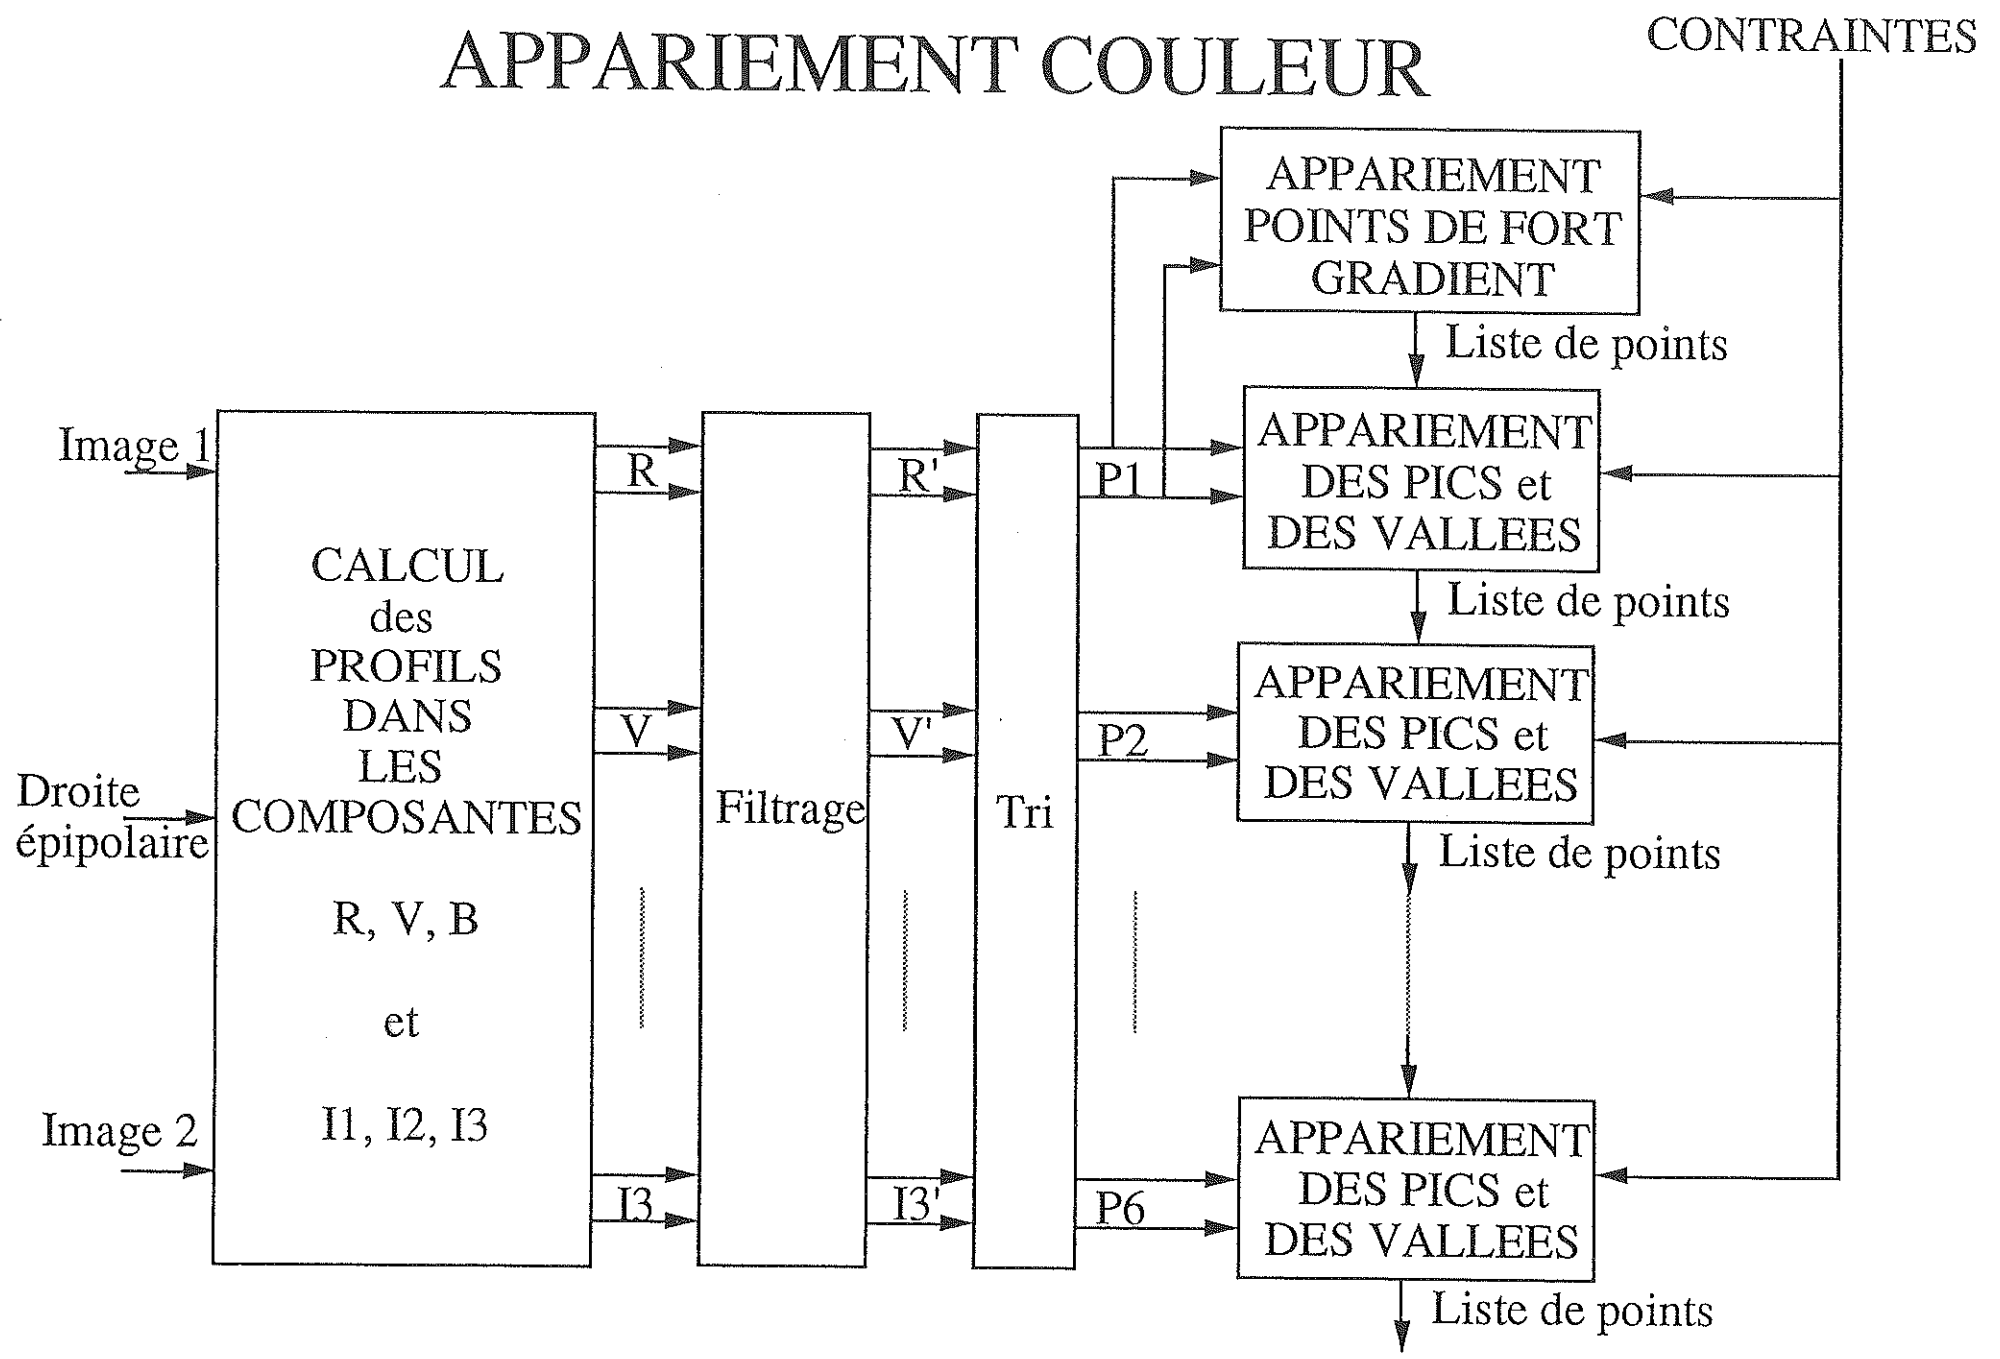 APPARIEMENT COULEUR
CONTRAINTES
APPARIEMENT
POINTS DE FORT
GRADIENT
Liste de points
Image 1
Droite
épipolaire
Image 2
CALCUL
des
PROFILS
DANS
LES
COMPOSANTES
R, V, B
et
I1, I2, I3
R
V
I3
Filtrage
R'
V'
I3'
Tri
P1
P2
P6
APPARIEMENT
DES PICS et
DES VALLEES
Liste de points
APPARIEMENT
DES PICS et
DES VALLEES
Liste de points
APPARIEMENT
DES PICS et
DES VALLEES
Liste de points